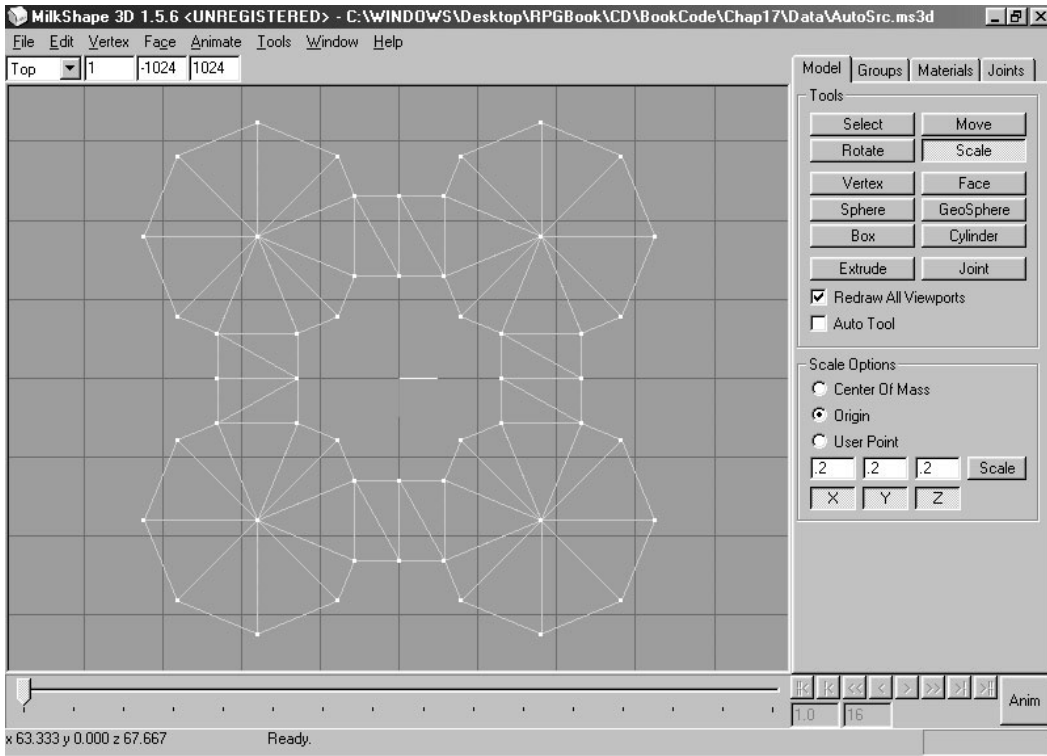 MilkShape 3D 1.5.6 <UNREGISTERED> - C:\WINDOWS\Desktop\RPGBook\CD\BookCode\Chap17\Data\AutoSrc.ms3d
File Edit Vertex Face Animate Tools Window Help
Top 1 -1024 1024
Model Groups Materials Joints
Tools
Select Move
Rotate Scale
Vertex Face
Sphere GeoSphere
Box Cylinder
Extrude Joint
Redraw All Viewports
Auto Tool
Scale Options
Center Of Mass
Origin
User Point
.2 .2 .2 Scale
X Y Z
Anim
1.0 16
x 63.333 y 0.000 z 67.667 Ready.